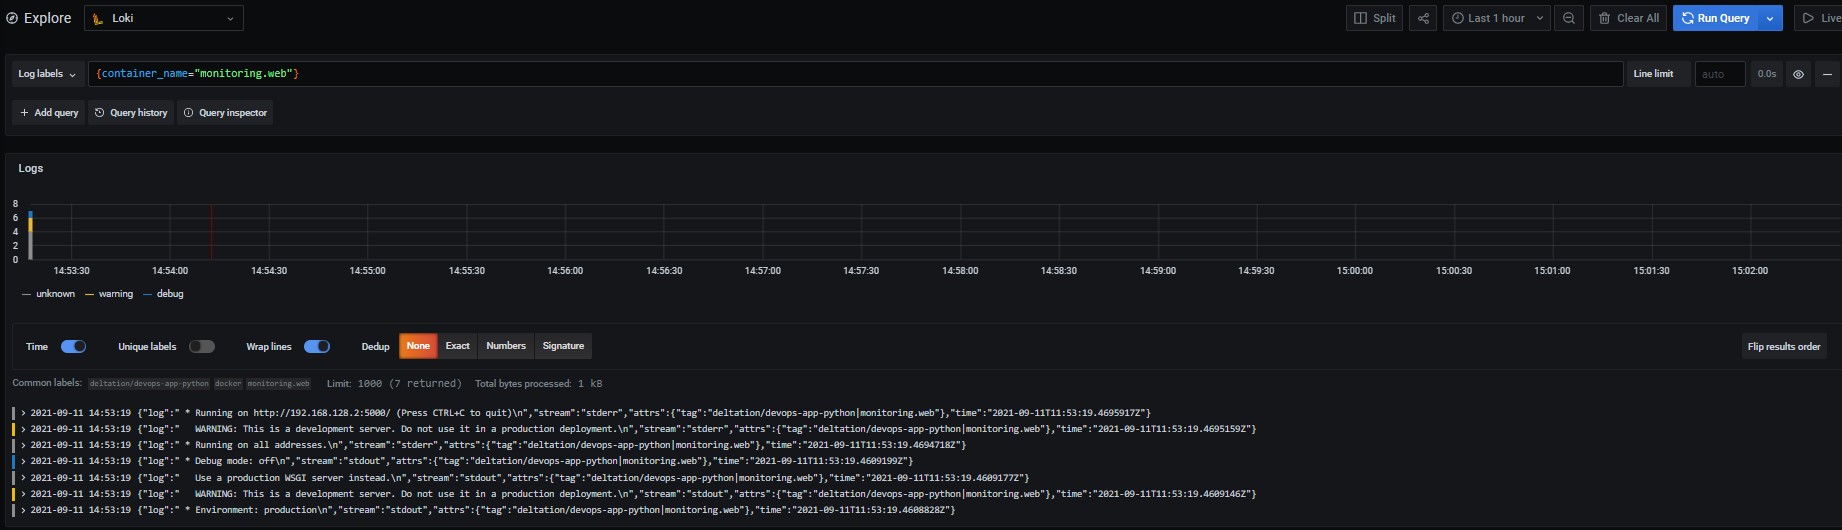 Explore Loki Split Last 1 hour Clear All Run Query Live
Log labels {container_name="monitoring.web"} Line limit auto 0.0s
+ Add query Query history Query inspector
Logs
8
6
4
2
0
14:53:30 14:54:00 14:54:30 14:55:00 14:55:30 14:56:00 14:56:30 14:57:00 14:57:30 14:58:00 14:58:30 14:59:00 14:59:30 15:00:00 15:00:30 15:01:00 15:01:30 15:02:00
unknown warning debug
Time Unique labels Wrap lines Dedup None Exact Numbers Signature Flip results order
Common labels: deltation/devops-app-python docker monitoring.web Limit: 1000 (7 returned) Total bytes processed: 1 kB
> 2021-09-11 14:53:19 {"log":" * Running on http://192.168.128.2:5000/ (Press CTRL+C to quit)\n","stream":"stderr","attrs":{"tag":"deltation/devops-app-python|monitoring.web"},"time":"2021-09-11T11:53:19.4695917Z"}
> 2021-09-11 14:53:19 {"log":"   WARNING: This is a development server. Do not use it in a production deployment.\n","stream":"stderr","attrs":{"tag":"deltation/devops-app-python|monitoring.web"},"time":"2021-09-11T11:53:19.4695159Z"}
> 2021-09-11 14:53:19 {"log":" * Running on all addresses.\n","stream":"stderr","attrs":{"tag":"deltation/devops-app-python|monitoring.web"},"time":"2021-09-11T11:53:19.4694718Z"}
> 2021-09-11 14:53:19 {"log":" * Debug mode: off\n","stream":"stdout","attrs":{"tag":"deltation/devops-app-python|monitoring.web"},"time":"2021-09-11T11:53:19.4609199Z"}
> 2021-09-11 14:53:19 {"log":"   Use a production WSGI server instead.\n","stream":"stdout","attrs":{"tag":"deltation/devops-app-python|monitoring.web"},"time":"2021-09-11T11:53:19.4609177Z"}
> 2021-09-11 14:53:19 {"log":"   WARNING: This is a development server. Do not use it in a production deployment.\n","stream":"stdout","attrs":{"tag":"deltation/devops-app-python|monitoring.web"},"time":"2021-09-11T11:53:19.4609146Z"}
> 2021-09-11 14:53:19 {"log":" * Environment: production\n","stream":"stdout","attrs":{"tag":"deltation/devops-app-python|monitoring.web"},"time":"2021-09-11T11:53:19.4608828Z"}